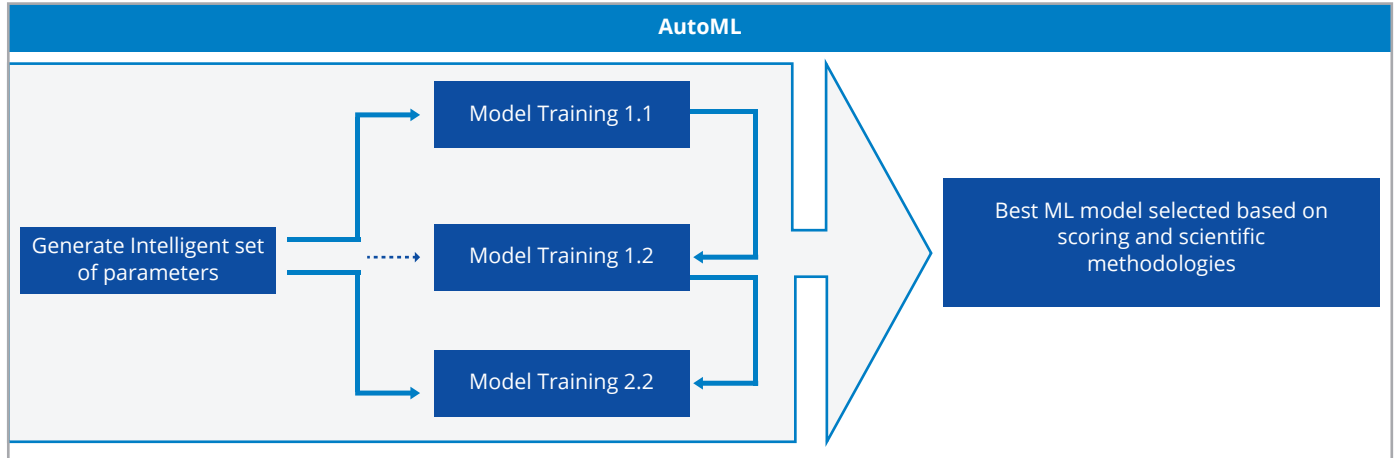 AutoML
Model Training 1.1
Generate Intelligent set
of parameters
Model Training 1.2
Model Training 2.2
Best ML model selected based on
scoring and scientific
methodologies